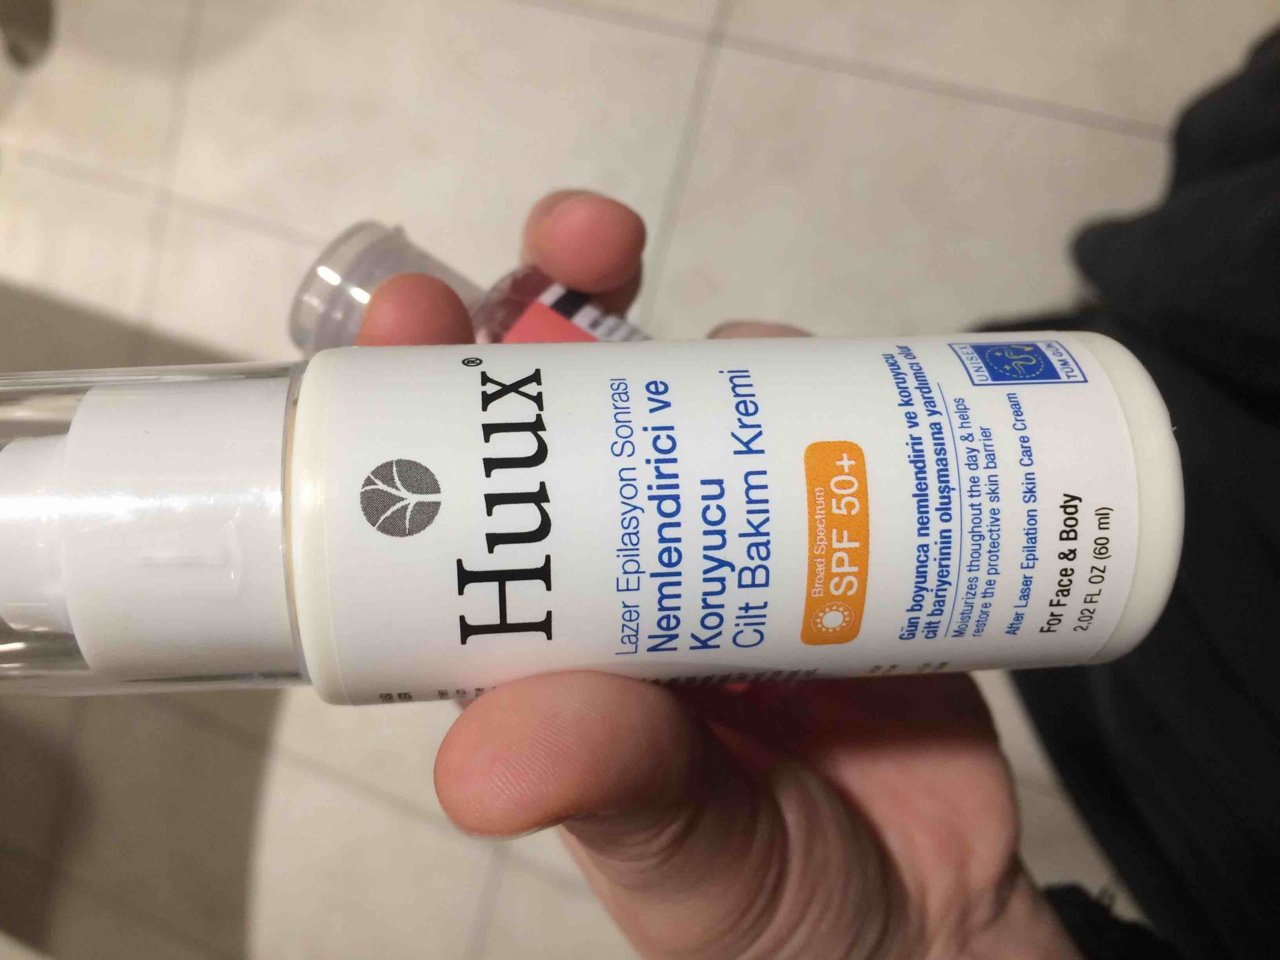 Huux®
Lazer Epilasyon Sonrası
Nemlendirici ve
Koruyucu
Cilt Bakım Kremi
Broad Spectrum
SPF 50+
Gün boyunca nemlendirir ve koruyucu
cilt bariyerinin oluşmasına yardımcı olur
Moisturizes thoughout the day & helps
restore the protective skin barrier
After Laser Epilation Skin Care Cream
For Face & Body
2,02 FL OZ (60 ml)
UNISEX
TÜM GÜN